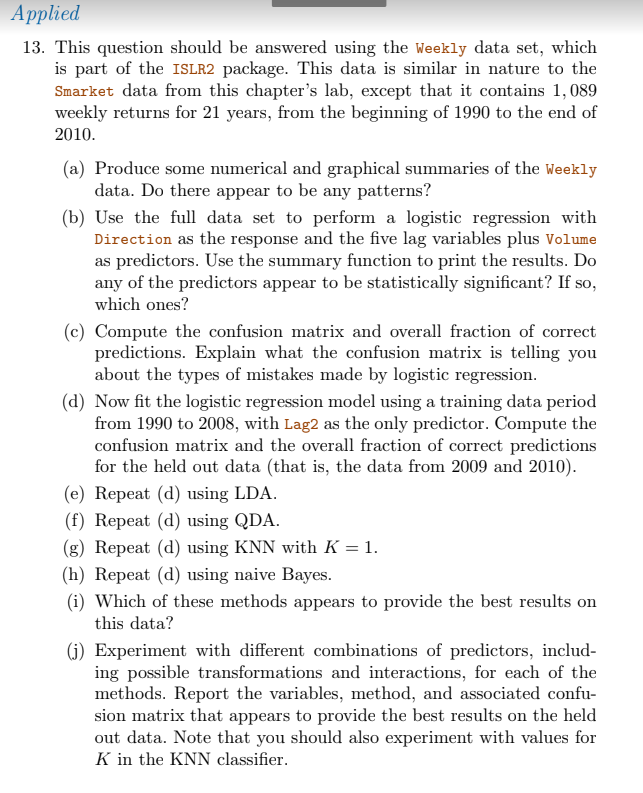 Applied
13. This question should be answered using the Weekly data set, which
is part of the ISLR2 package. This data is similar in nature to the
Smarket data from this chapter's lab, except that it contains 1, 089
weekly returns for 21 years, from the beginning of 1990 to the end of
2010.
(a) Produce some numerical and graphical summaries of the Weekly
data. Do there appear to be any patterns?
(b) Use the full data set to perform a logistic regression with
Direction as the response and the five lag variables plus Volume
as predictors. Use the summary function to print the results. Do
any of the predictors appear to be statistically significant? If so,
which ones?
(c) Compute the confusion matrix and overall fraction of correct
predictions. Explain what the confusion matrix is telling you
about the types of mistakes made by logistic regression.
(d) Now fit the logistic regression model using a training data period
from 1990 to 2008, with Lag2 as the only predictor. Compute the
confusion matrix and the overall fraction of correct predictions
for the held out data (that is, the data from 2009 and 2010).
(e) Repeat (d) using LDA.
(f) Repeat (d) using QDA.
(g) Repeat (d) using KNN with K = 1.
(h) Repeat (d) using naive Bayes.
(i) Which of these methods appears to provide the best results on
this data?
(j) Experiment with different combinations of predictors, includ-
ing possible transformations and interactions, for each of the
methods. Report the variables, method, and associated confu-
sion matrix that appears to provide the best results on the held
out data. Note that you should also experiment with values for
K in the KNN classifier.